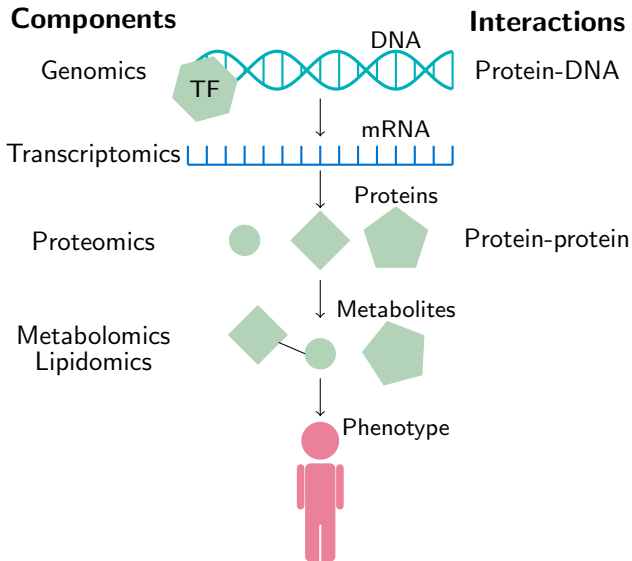 Components
Interactions
DNA
Genomics
TF
Protein-DNA
mRNA
Transcriptomics
Proteins
Proteomics
Protein-protein
Metabolites
Metabolomics
Lipidomics
Phenotype